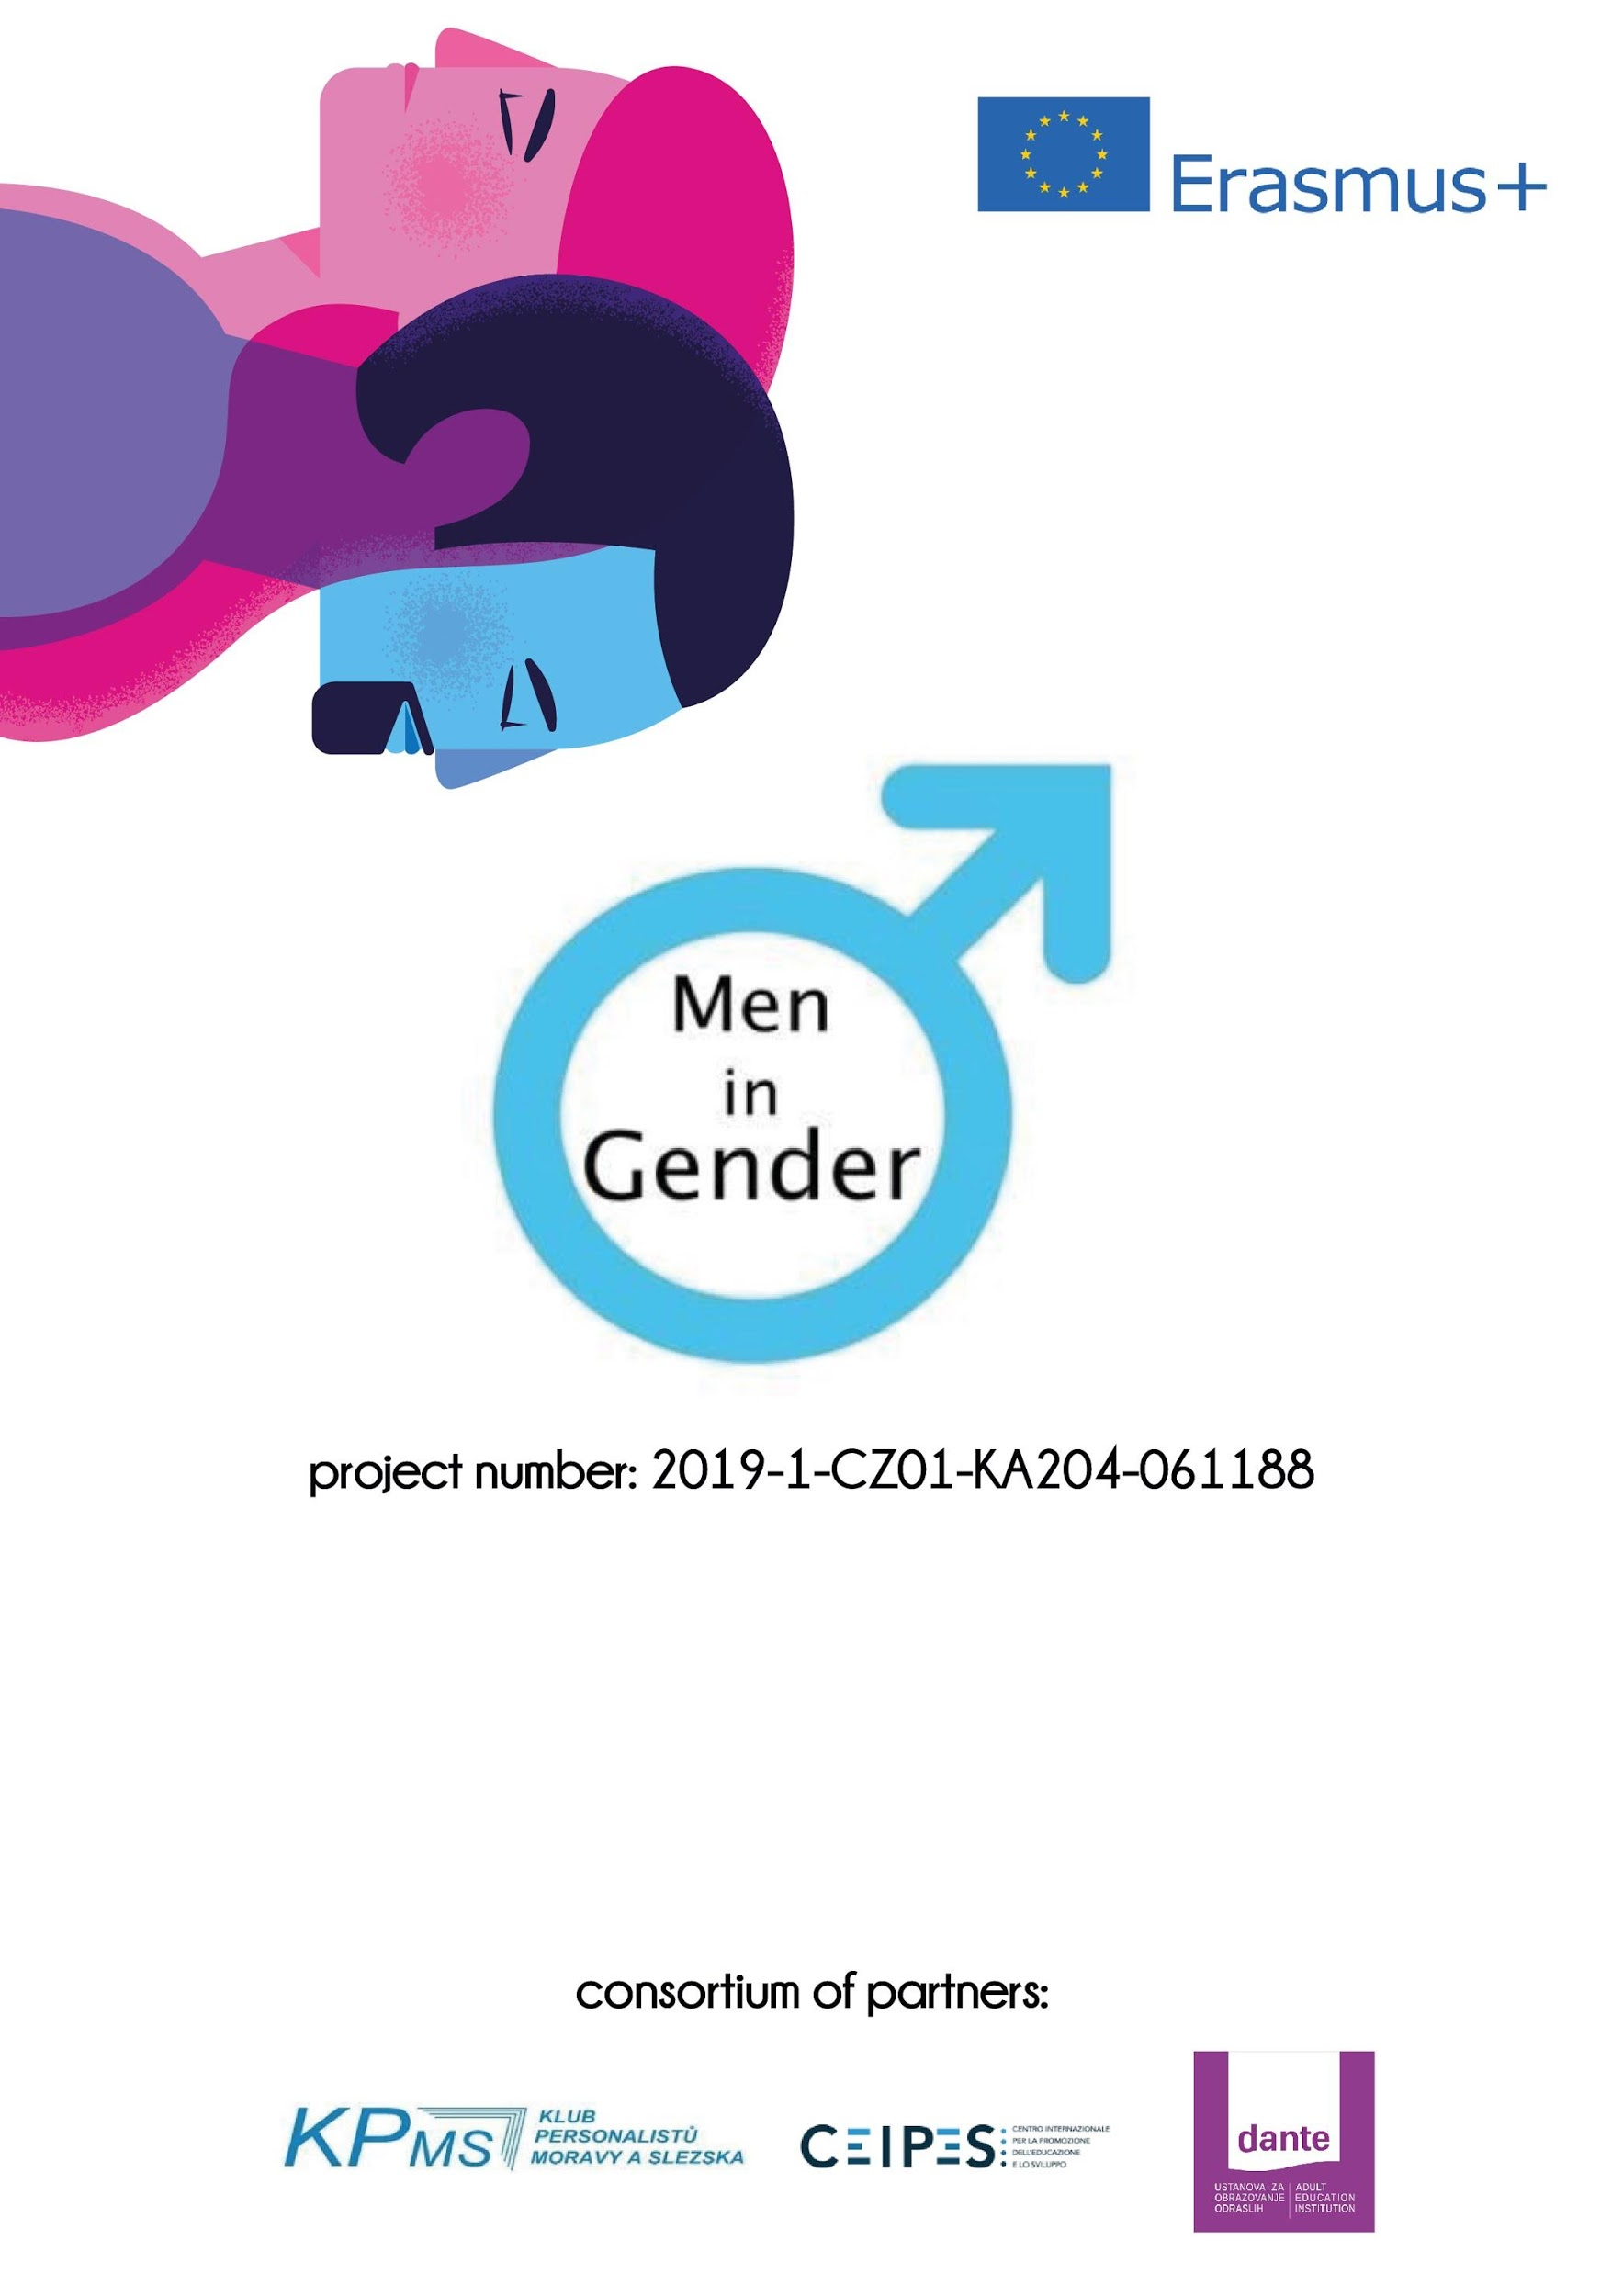 Erasmus+
Men
in
Gender
project number: 2019-1-CZ01-KA204-061188
consortium of partners:
KPMS
KLUB
PERSONALISTŮ
MORAVY A SLEZSKA
CEIPES
CENTRO INTERNAZIONALE
PER LA PROMOZIONE
DELL'EDUCAZIONE
E LO SVILUPPO
dante
USTANOVA ZA
OBRAZOVANJE
ODRASLIH
ADULT
EDUCATION
INSTITUTION